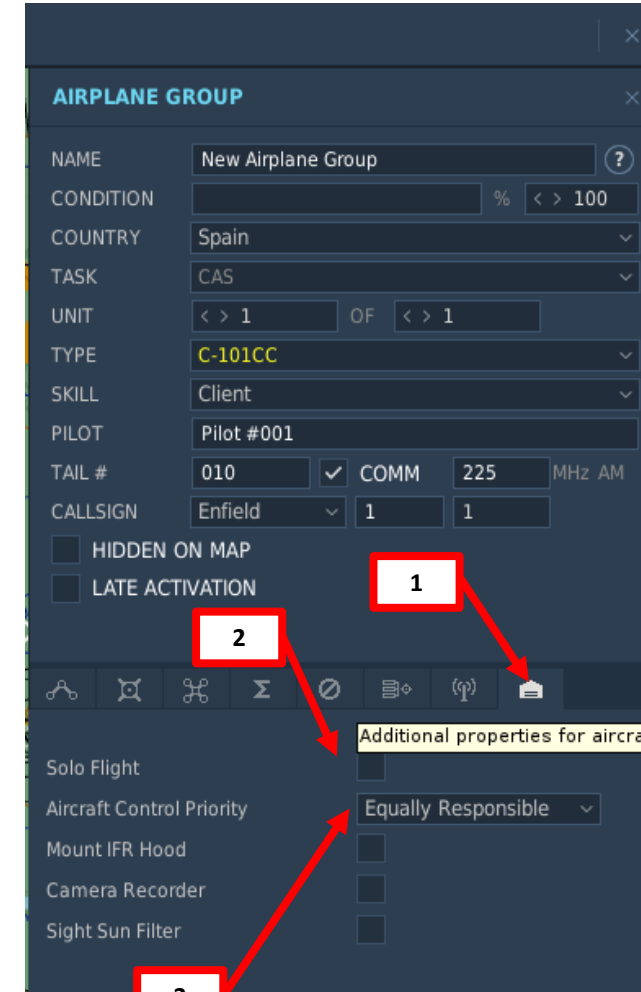 AIRPLANE GROUP
NAME New Airplane Group ?
CONDITION % < > 100
COUNTRY Spain
TASK CAS
UNIT < > 1 OF < > 1
TYPE C-101CC
SKILL Client
PILOT Pilot #001
TAIL # 010 COMM 225 MHz AM
CALLSIGN Enfield 1 1
HIDDEN ON MAP
LATE ACTIVATION
1
2
Additional properties for aircra
Solo Flight
Aircraft Control Priority Equally Responsible
Mount IFR Hood
Camera Recorder
Sight Sun Filter